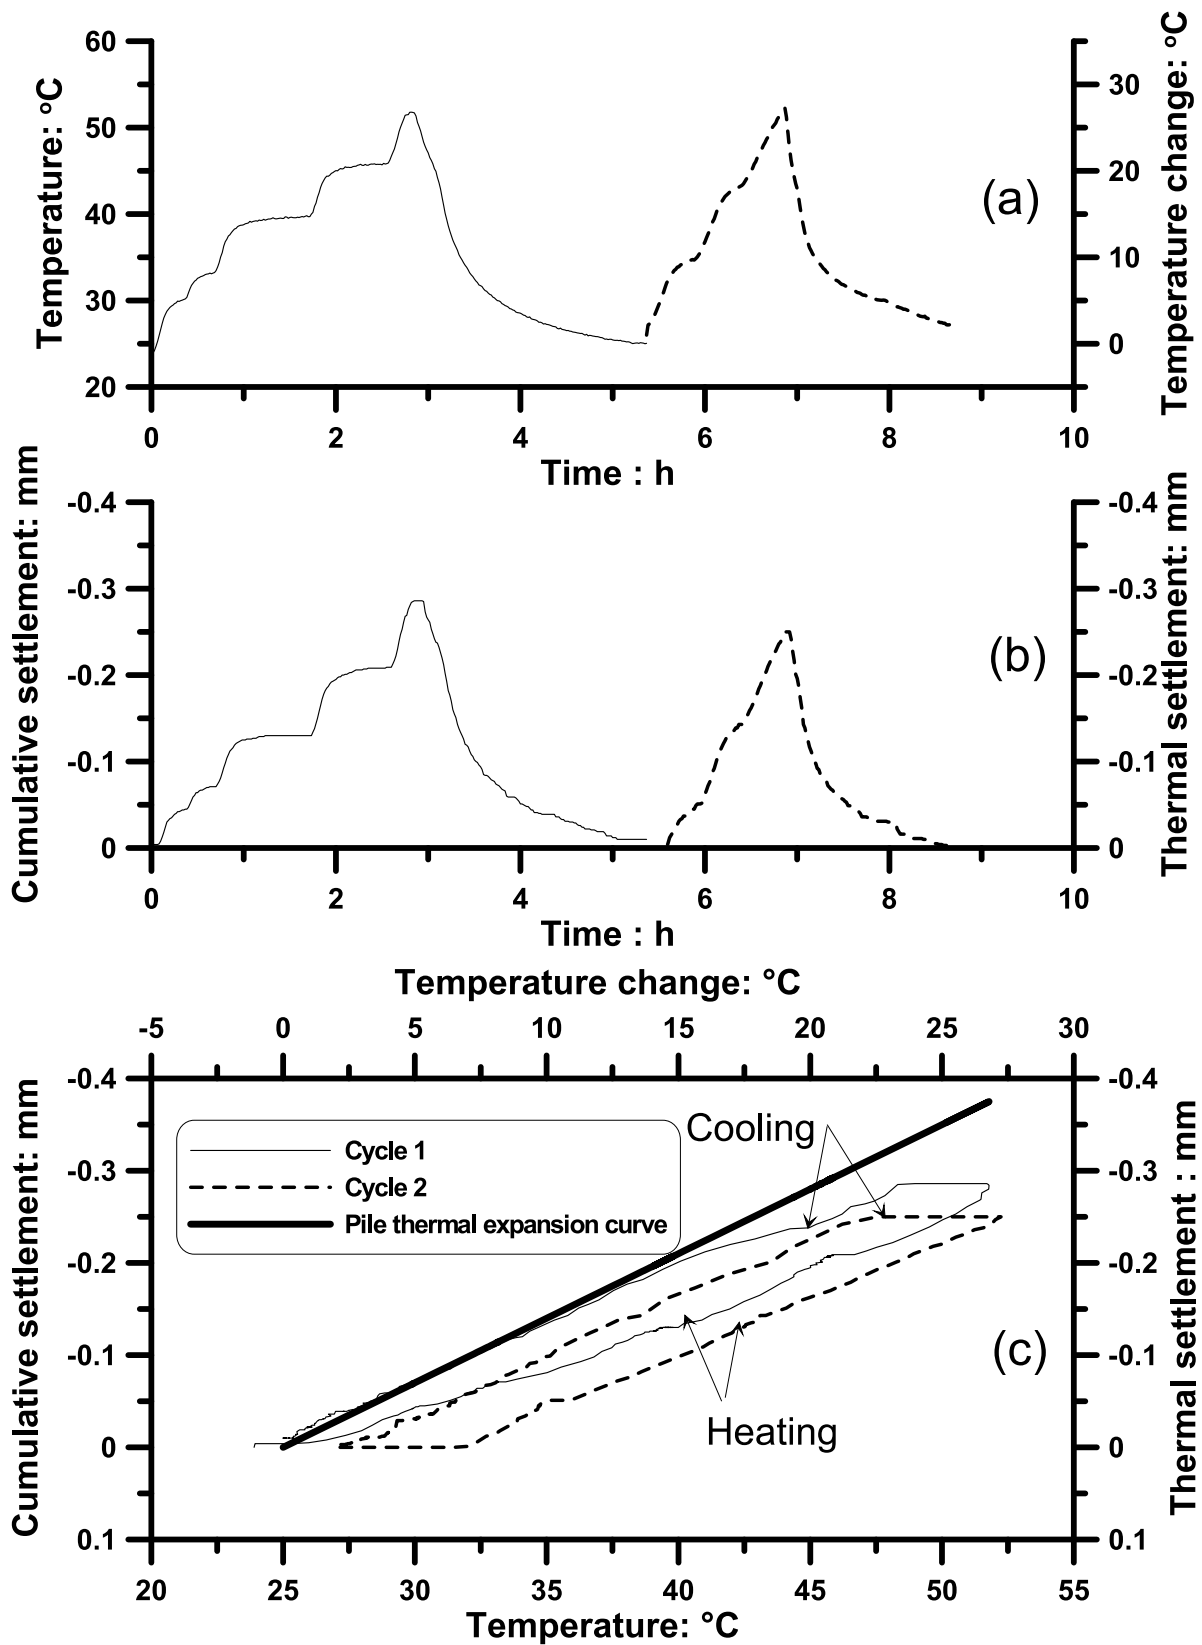 Temperature: °C
60
50
40
30
20
Temperature change: °C
30
20
10
0
(a)
0 2 4 6 8 10
Time : h
Cumulative settlement: mm
-0.4
-0.3
-0.2
-0.1
0
Thermal settlement: mm
-0.4
-0.3
-0.2
-0.1
0
(b)
0 2 4 6 8 10
Time : h
Temperature change: °C
-5 0 5 10 15 20 25 30
Cumulative settlement: mm
-0.4
-0.3
-0.2
-0.1
0
0.1
Thermal settlement : mm
-0.4
-0.3
-0.2
-0.1
0
0.1
Cycle 1
Cycle 2
Pile thermal expansion curve
Cooling
Heating
(c)
20 25 30 35 40 45 50 55
Temperature: °C